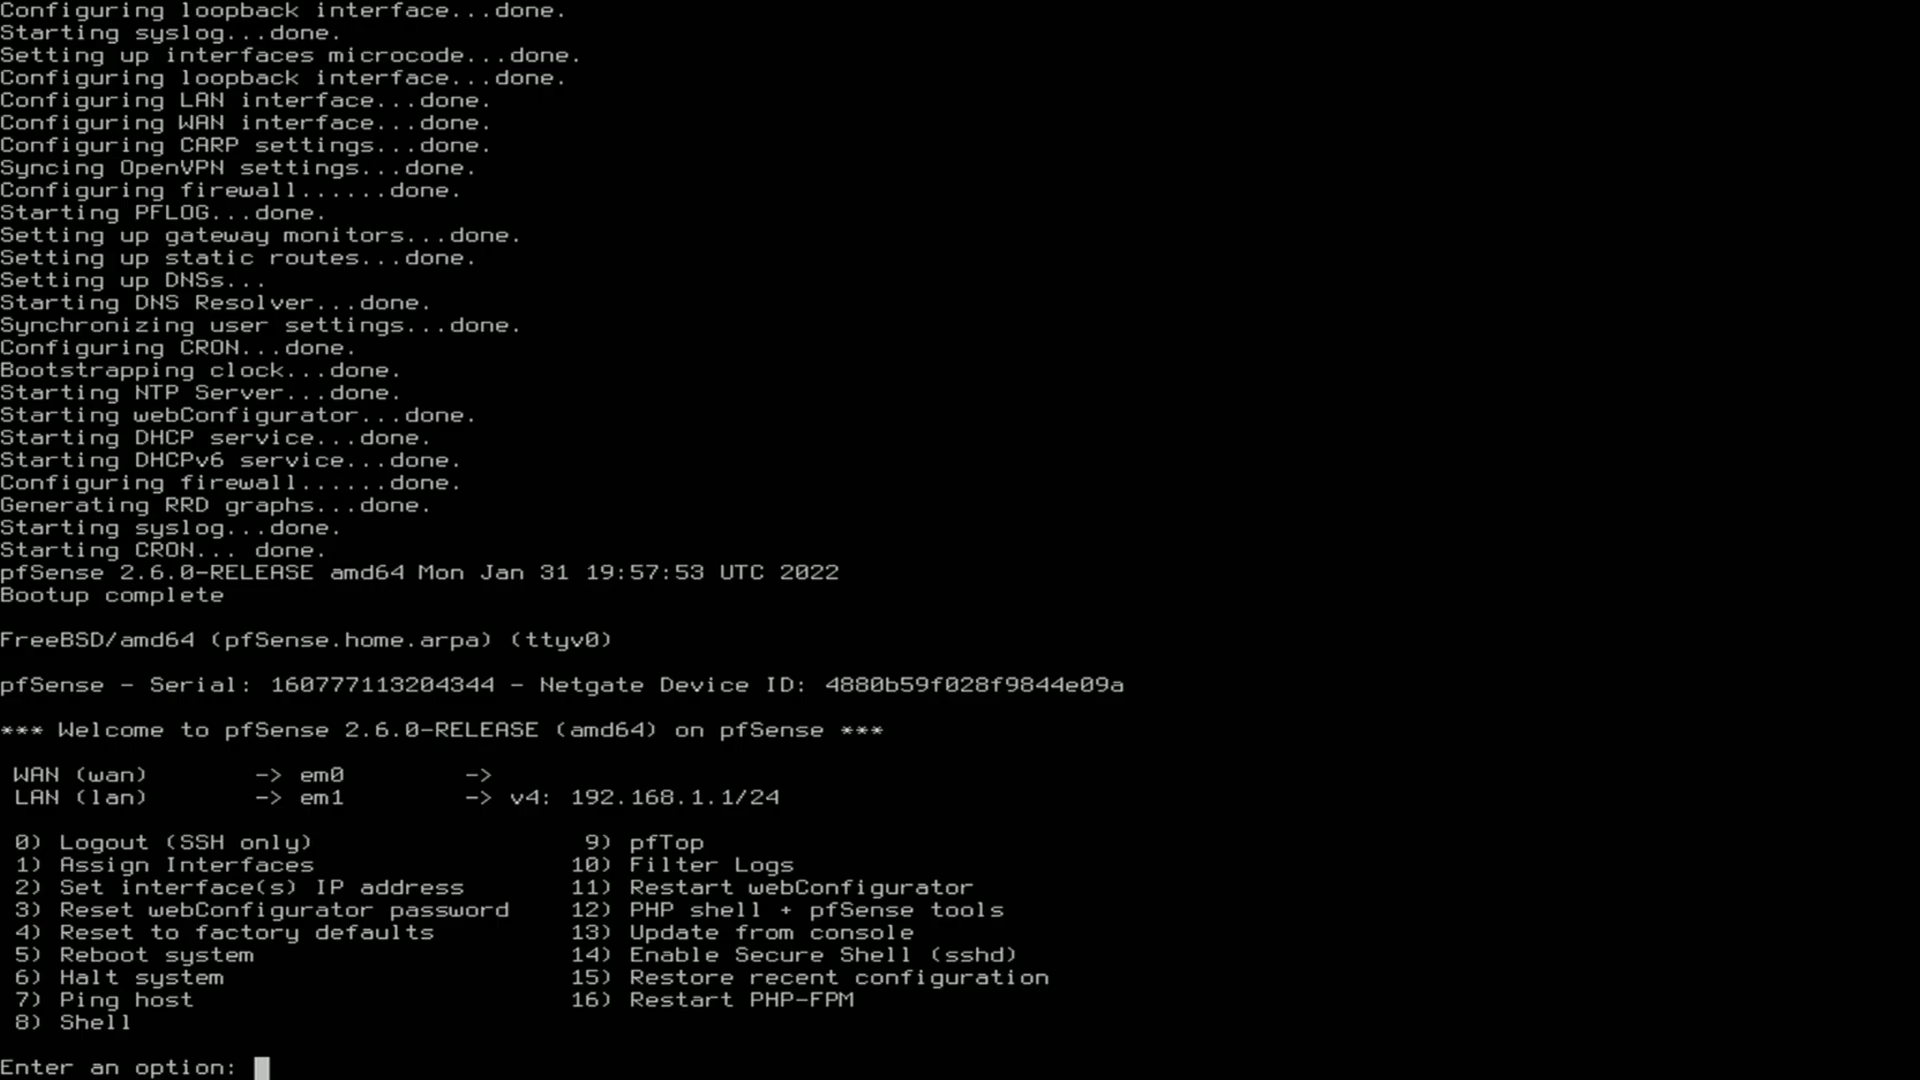 Configuring loopback interface...done.
Starting syslog...done.
Setting up interfaces microcode...done.
Configuring loopback interface...done.
Configuring LAN interface...done.
Configuring WAN interface...done.
Configuring CARP settings...done.
Syncing OpenVPN settings...done.
Configuring firewall......done.
Starting PFLOG...done.
Setting up gateway monitors...done.
Setting up static routes...done.
Setting up DNSs...
Starting DNS Resolver...done.
Synchronizing user settings...done.
Configuring CRON...done.
Bootstrapping clock...done.
Starting NTP Server...done.
Starting webConfigurator...done.
Starting DHCP service...done.
Starting DHCPv6 service...done.
Configuring firewall......done.
Generating RRD graphs...done.
Starting syslog...done.
Starting CRON... done.
pfSense 2.6.0-RELEASE amd64 Mon Jan 31 19:57:53 UTC 2022
Bootup complete
FreeBSD/amd64 (pfSense.home.arpa) (ttyv0)
pfSense - Serial: 160777113204344 - Netgate Device ID: 4880b59f028f9844e09a
*** Welcome to pfSense 2.6.0-RELEASE (amd64) on pfSense ***
WAN (wan) -> em0 ->
LAN (lan) -> em1 -> v4: 192.168.1.1/24
0) Logout (SSH only) 9) pfTop
1) Assign Interfaces 10) Filter Logs
2) Set interface(s) IP address 11) Restart webConfigurator
3) Reset webConfigurator password 12) PHP shell + pfSense tools
4) Reset to factory defaults 13) Update from console
5) Reboot system 14) Enable Secure Shell (sshd)
6) Halt system 15) Restore recent configuration
7) Ping host 16) Restart PHP-FPM
8) Shell
Enter an option: